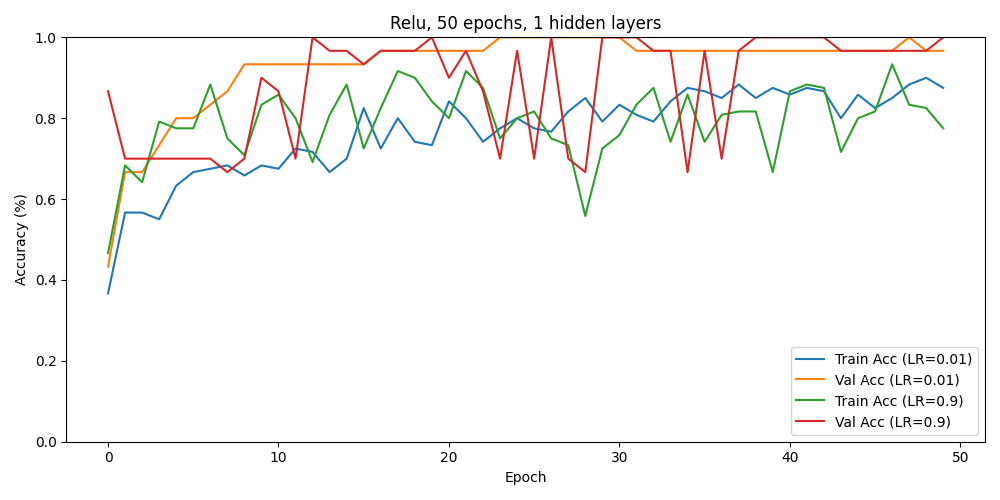 Relu, 50 epochs, 1 hidden layers
1.0
0.8
0.6
0.4
0.2
0.0
Accuracy (%)
0 10 20 30 40 50
Epoch
Train Acc (LR=0.01)
Val Acc (LR=0.01)
Train Acc (LR=0.9)
Val Acc (LR=0.9)